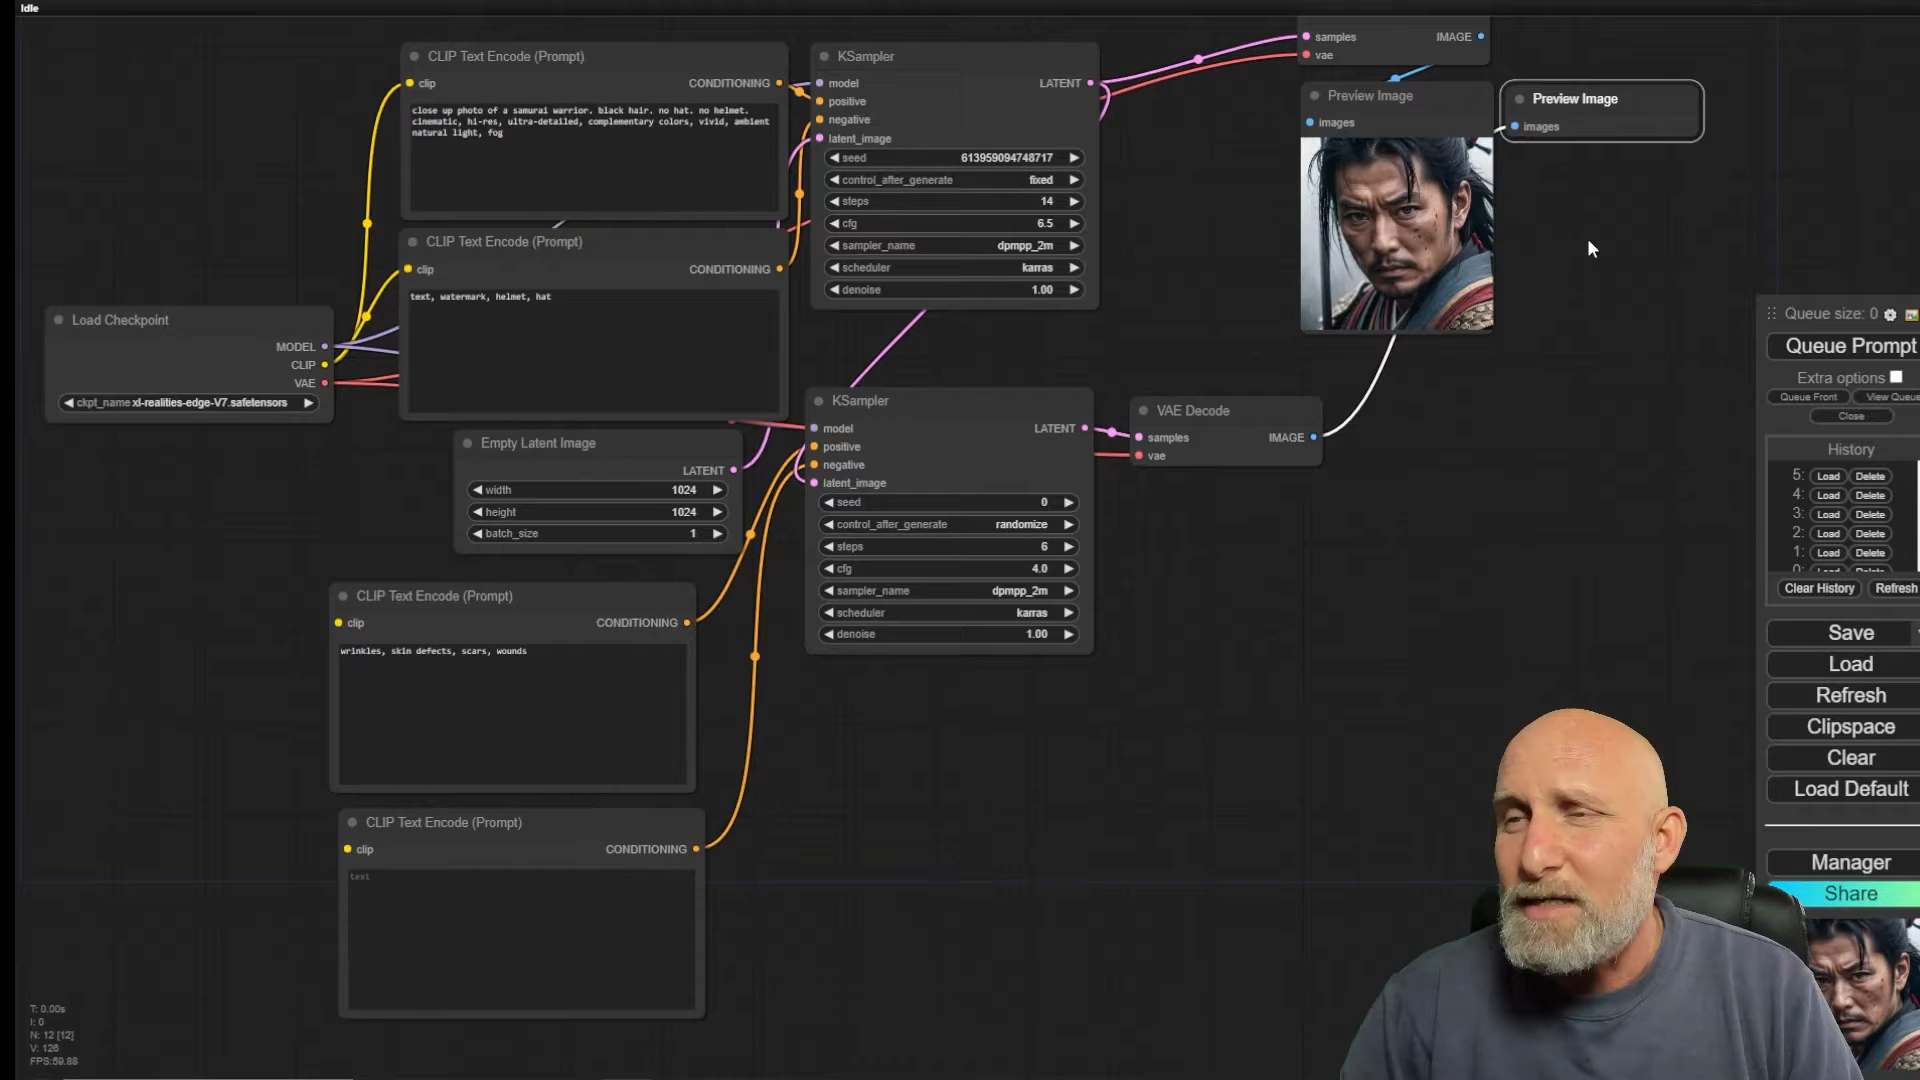 Idle
CLIP Text Encode (Prompt)
clip
CONDITIONING
close up photo of a samurai warrior. black hair. no hat. no helmet.
cinematic, hi-res, ultra-detailed, complementary colors, vivid, ambient
natural light, fog
KSampler
model
LATENT
positive
negative
latent_image
seed 613959094748717
control_after_generate fixed
steps 14
cfg 6.5
sampler_name dpmpp_2m
scheduler karras
denoise 1.00
samples
IMAGE
vae
Preview Image
images
Preview Image
images
CLIP Text Encode (Prompt)
clip
CONDITIONING
text, watermark, helmet, hat
Load Checkpoint
MODEL
CLIP
VAE
ckpt_name xl-realities-edge-V7.safetensors
Empty Latent Image
LATENT
width 1024
height 1024
batch_size 1
KSampler
model
LATENT
positive
negative
latent_image
seed 0
control_after_generate randomize
steps 6
cfg 4.0
sampler_name dpmpp_2m
scheduler karras
denoise 1.00
VAE Decode
samples
IMAGE
vae
CLIP Text Encode (Prompt)
clip
CONDITIONING
wrinkles, skin defects, scars, wounds
CLIP Text Encode (Prompt)
clip
CONDITIONING
text
Queue size: 0
Queue Prompt
Extra options
Queue Front View Queue
Close
History
5: Load Delete
4: Load Delete
3: Load Delete
2: Load Delete
1: Load Delete
0: Load Delete
Clear History Refresh
Save
Load
Refresh
Clipspace
Clear
Load Default
Manager
Share
T: 0.00s
I: 0
N: 12 [12]
V: 126
FPS:59.88